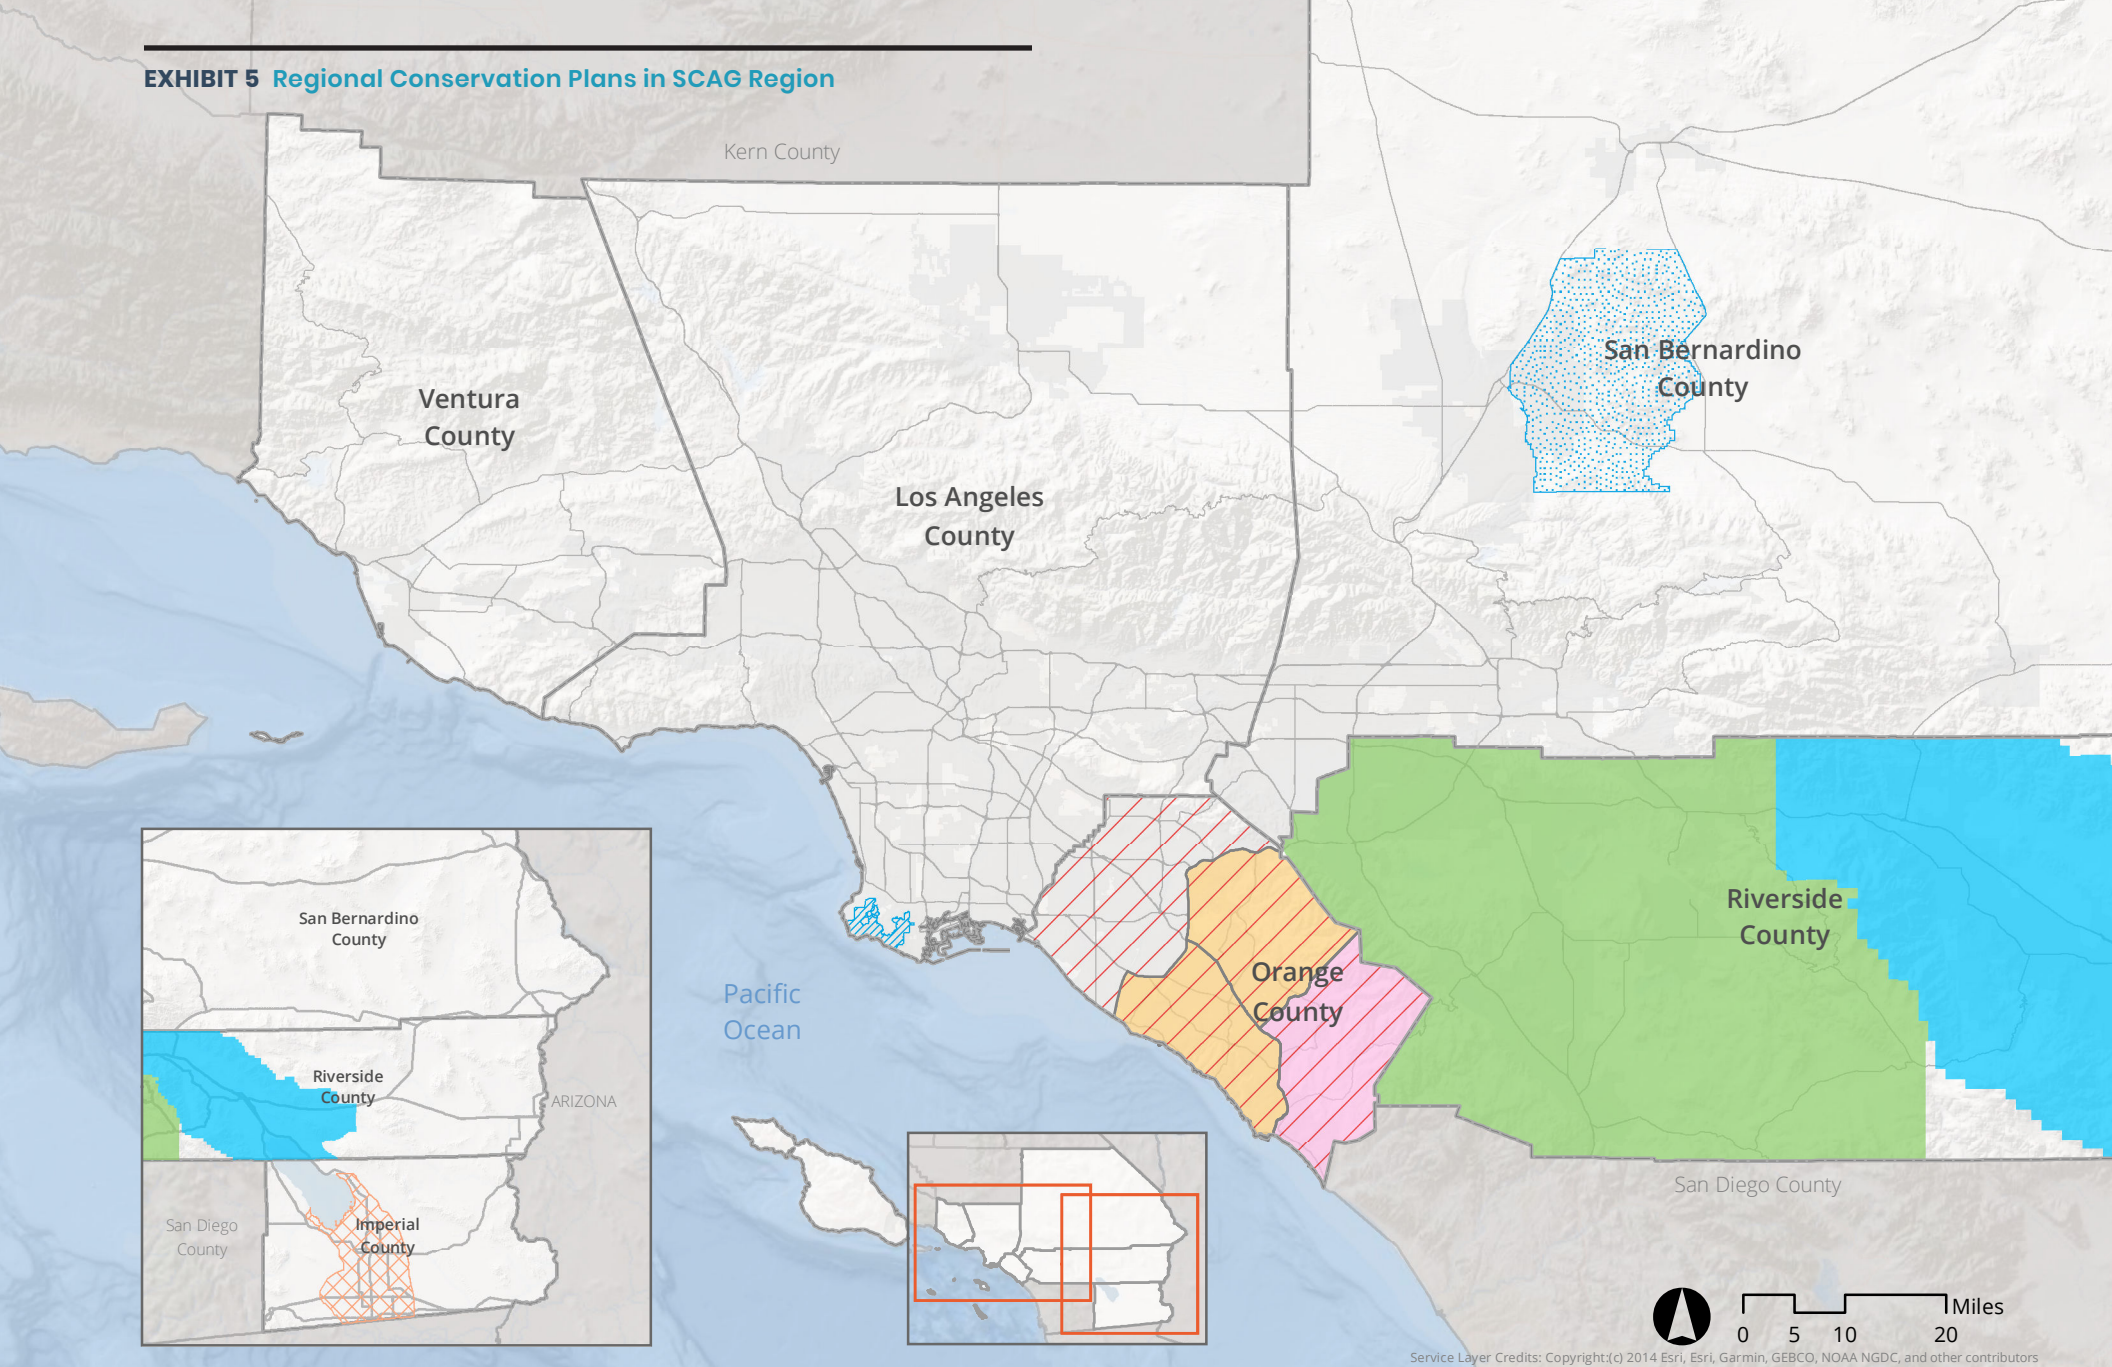 EXHIBIT 5 Regional Conservation Plans in SCAG Region
Kern County
San Bernardino
County
Ventura
County
Los Angeles
County
Riverside
County
Orange
County
Pacific
Ocean
San Diego County
San Bernardino
County
Riverside
County
ARIZONA
San Diego
County
Imperial
County
Miles
0 5 10 20
Service Layer Credits: Copyright:(c) 2014 Esri, Esri, Garmin, GEBCO, NOAA NGDC, and other contributors